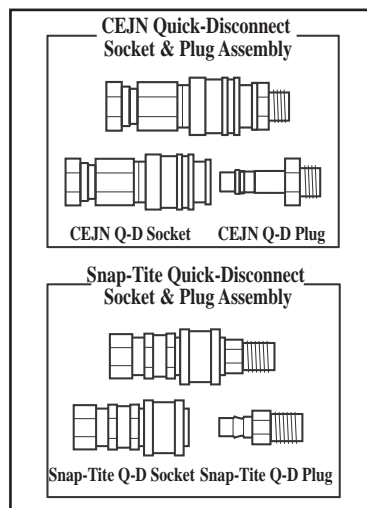 CEJN Quick-Disconnect
Socket & Plug Assembly
CEJN Q-D Socket CEJN Q-D Plug
Snap-Tite Quick-Disconnect
Socket & Plug Assembly
Snap-Tite Q-D Socket Snap-Tite Q-D Plug